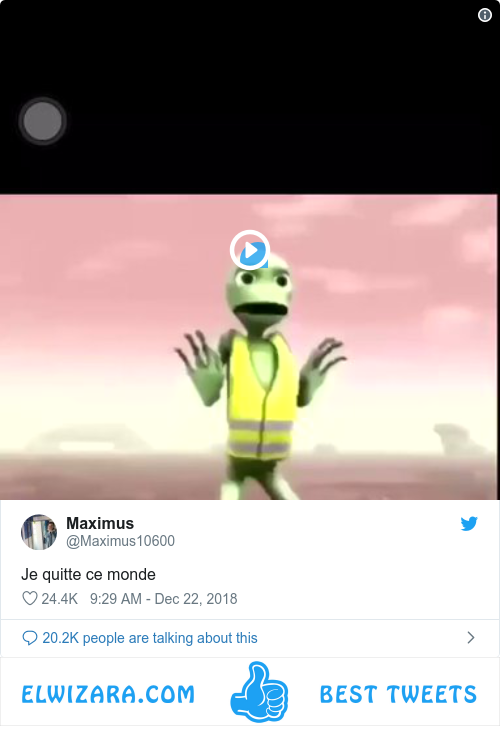 Maximus
@Maximus10600
Je quitte ce monde
24.4K 9:29 AM - Dec 22, 2018
20.2K people are talking about this
ELWIZARA.COM BEST TWEETS